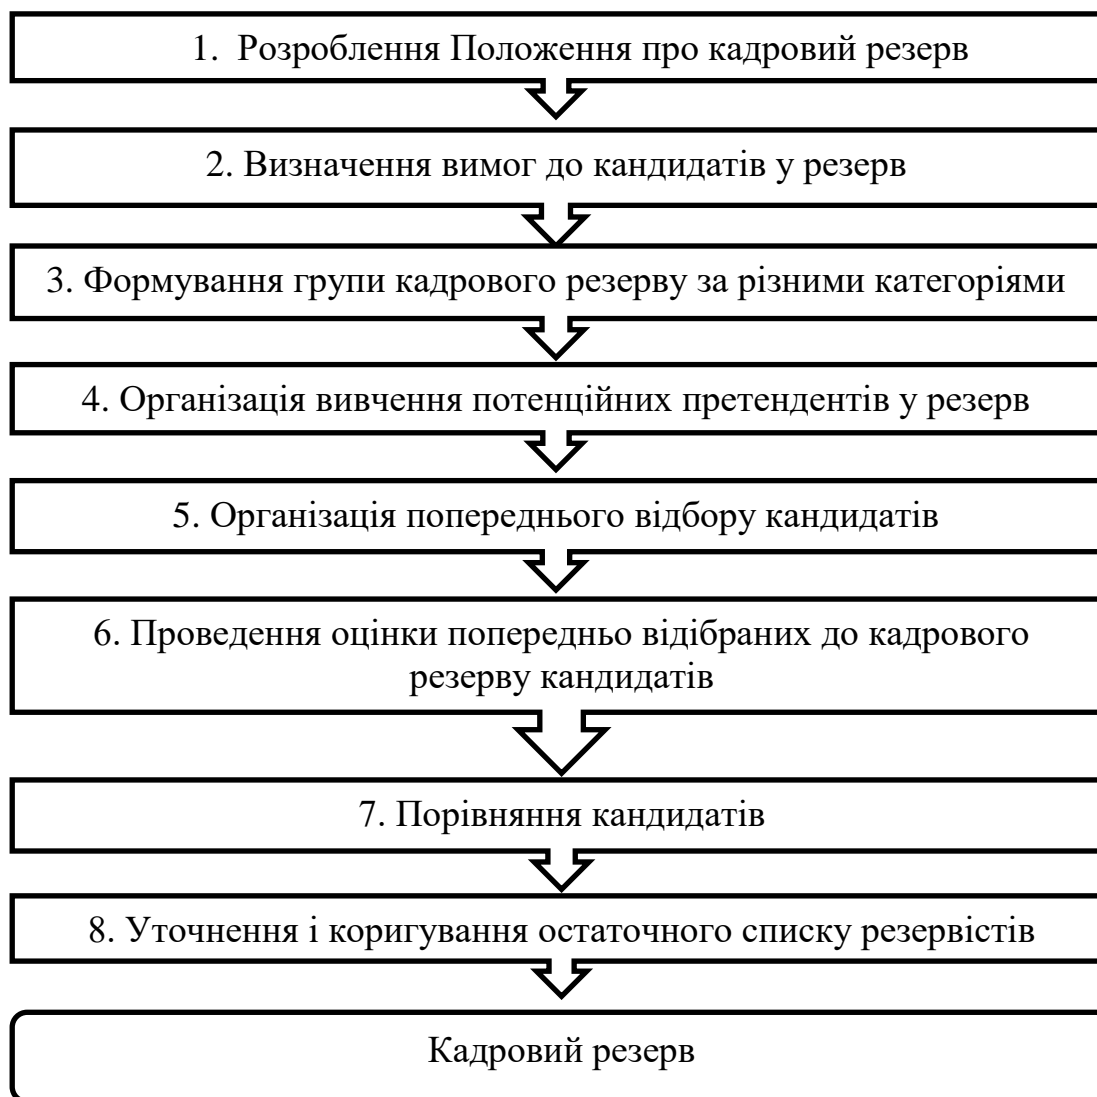 1. Розроблення Положення про кадровий резерв
2. Визначення вимог до кандидатів у резерв
3. Формування групи кадрового резерву за різними категоріями
4. Організація вивчення потенційних претендентів у резерв
5. Організація попереднього відбору кандидатів
6. Проведення оцінки попередньо відібраних до кадрового
резерву кандидатів
7. Порівняння кандидатів
8. Уточнення і коригування остаточного списку резервістів
Кадровий резерв